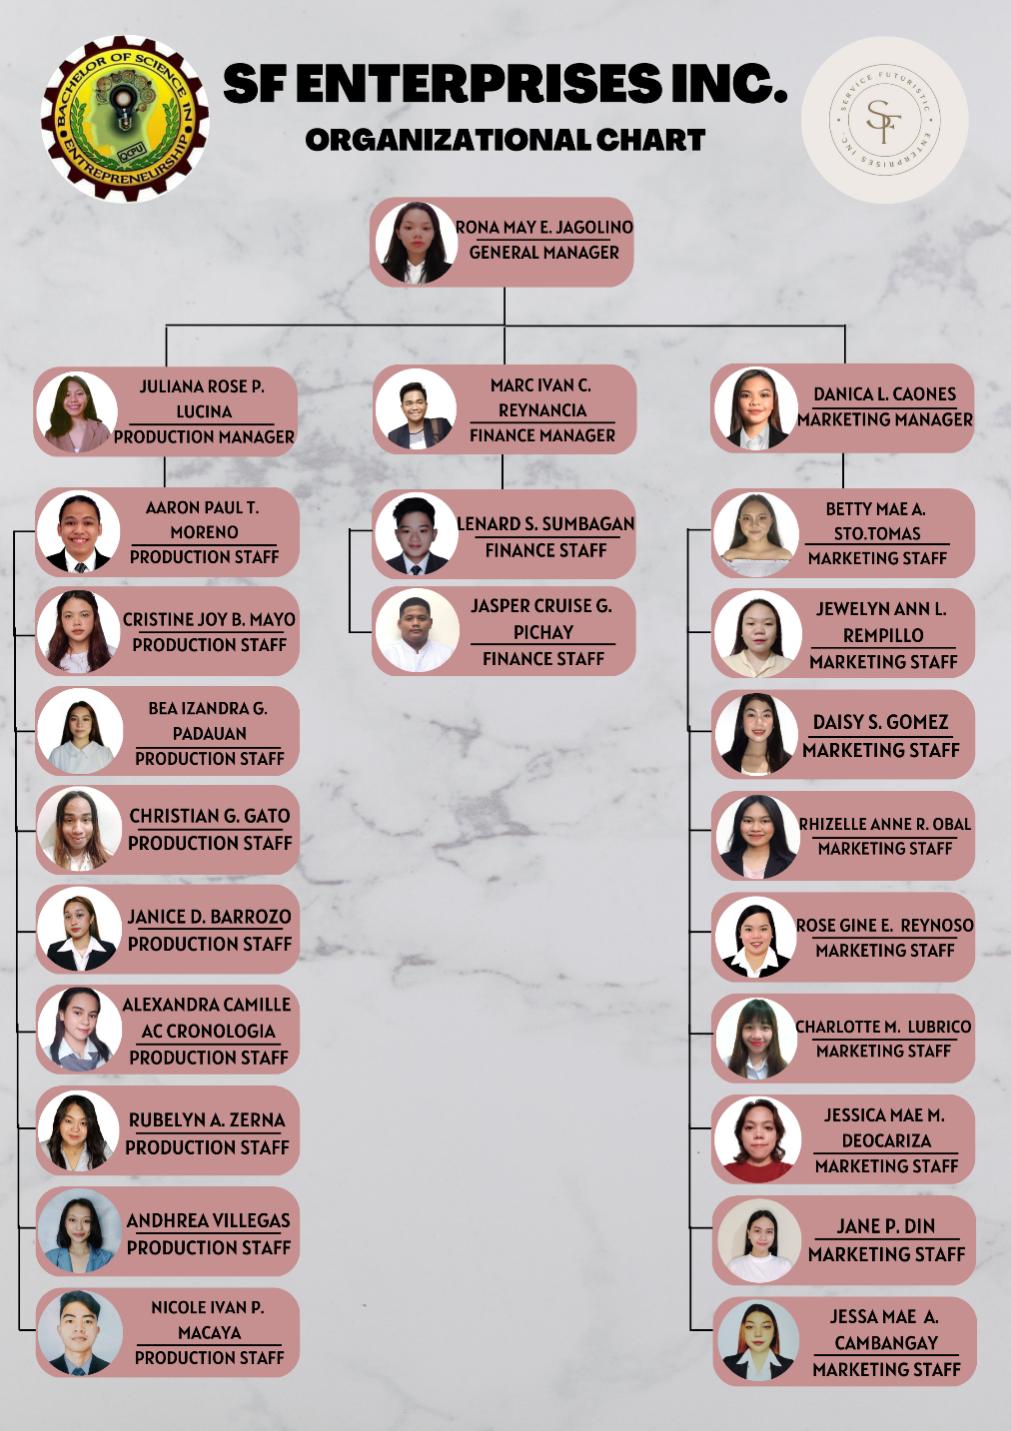 BACHELOR OF SCIENCE IN
ENTREPRENEURSHIP
QCPU
SF ENTERPRISES INC.
ORGANIZATIONAL CHART
SERVICE FUTURISTIC
SF
ENTERPRISES INC.
RONA MAY E. JAGOLINO
GENERAL MANAGER
JULIANA ROSE P.
LUCINA
PRODUCTION MANAGER
MARC IVAN C.
REYNANCIA
FINANCE MANAGER
DANICA L. CAONES
MARKETING MANAGER
AARON PAUL T.
MORENO
PRODUCTION STAFF
CRISTINE JOY B. MAYO
PRODUCTION STAFF
BEA IZANDRA G.
PADAUAN
PRODUCTION STAFF
CHRISTIAN G. GATO
PRODUCTION STAFF
JANICE D. BARROZO
PRODUCTION STAFF
ALEXANDRA CAMILLE
AC CRONOLOGIA
PRODUCTION STAFF
RUBELYN A. ZERNA
PRODUCTION STAFF
ANDHREA VILLEGAS
PRODUCTION STAFF
NICOLE IVAN P.
MACAYA
PRODUCTION STAFF
LENARD S. SUMBAGAN
FINANCE STAFF
JASPER CRUISE G.
PICHAY
FINANCE STAFF
BETTY MAE A.
STO.TOMAS
MARKETING STAFF
JEWELYN ANN L.
REMPILLO
MARKETING STAFF
DAISY S. GOMEZ
MARKETING STAFF
RHIZELLE ANNE R. OBAL
MARKETING STAFF
ROSE GINE E. REYNOSO
MARKETING STAFF
CHARLOTTE M. LUBRICO
MARKETING STAFF
JESSICA MAE M.
DEOCARIZA
MARKETING STAFF
JANE P. DIN
MARKETING STAFF
JESSA MAE A.
CAMBANGAY
MARKETING STAFF